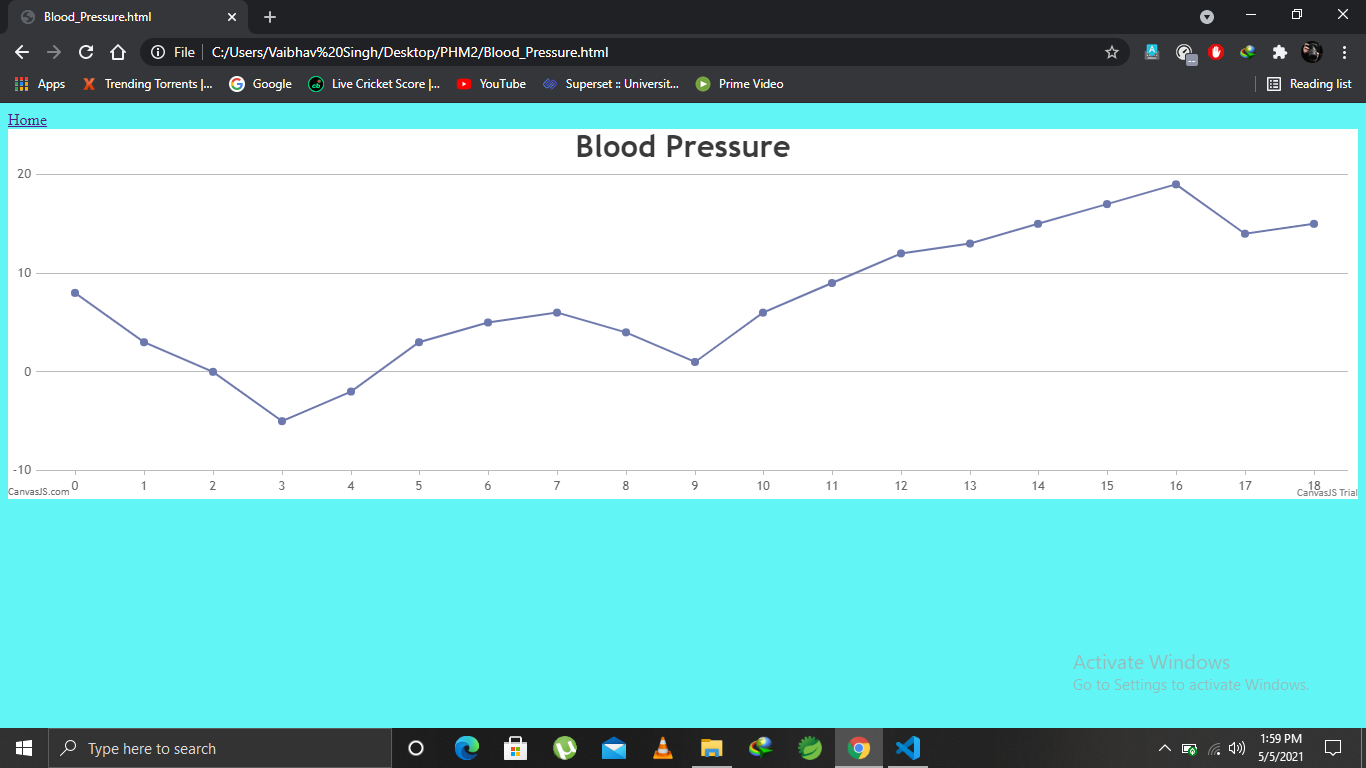 Blood_Pressure.html
File C:/Users/Vaibhav%20Singh/Desktop/PHM2/Blood_Pressure.html
Apps Trending Torrents |... Google Live Cricket Score |... YouTube Superset :: Universit... Prime Video Reading list
Home
Blood Pressure
20
10
0
-10
0 1 2 3 4 5 6 7 8 9 10 11 12 13 14 15 16 17 18
CanvasJS.com CanvasJS Trial
Activate Windows
Go to Settings to activate Windows.
Type here to search
1:59 PM
5/5/2021